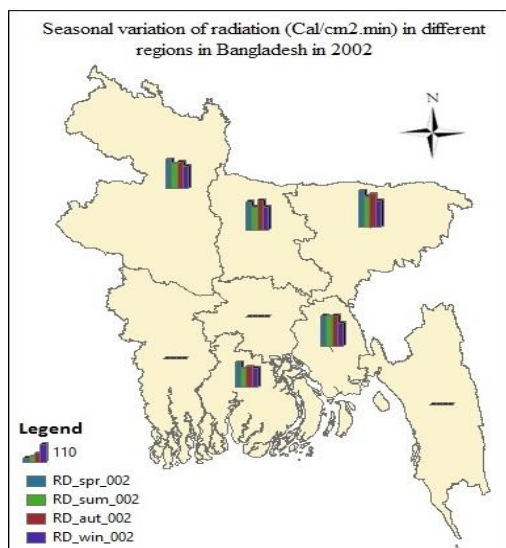 Seasonal variation of radiation (Cal/cm2.min) in different
regions in Bangladesh in 2002
N
Legend
110
RD_spr_002
RD_sum_002
RD_aut_002
RD_win_002